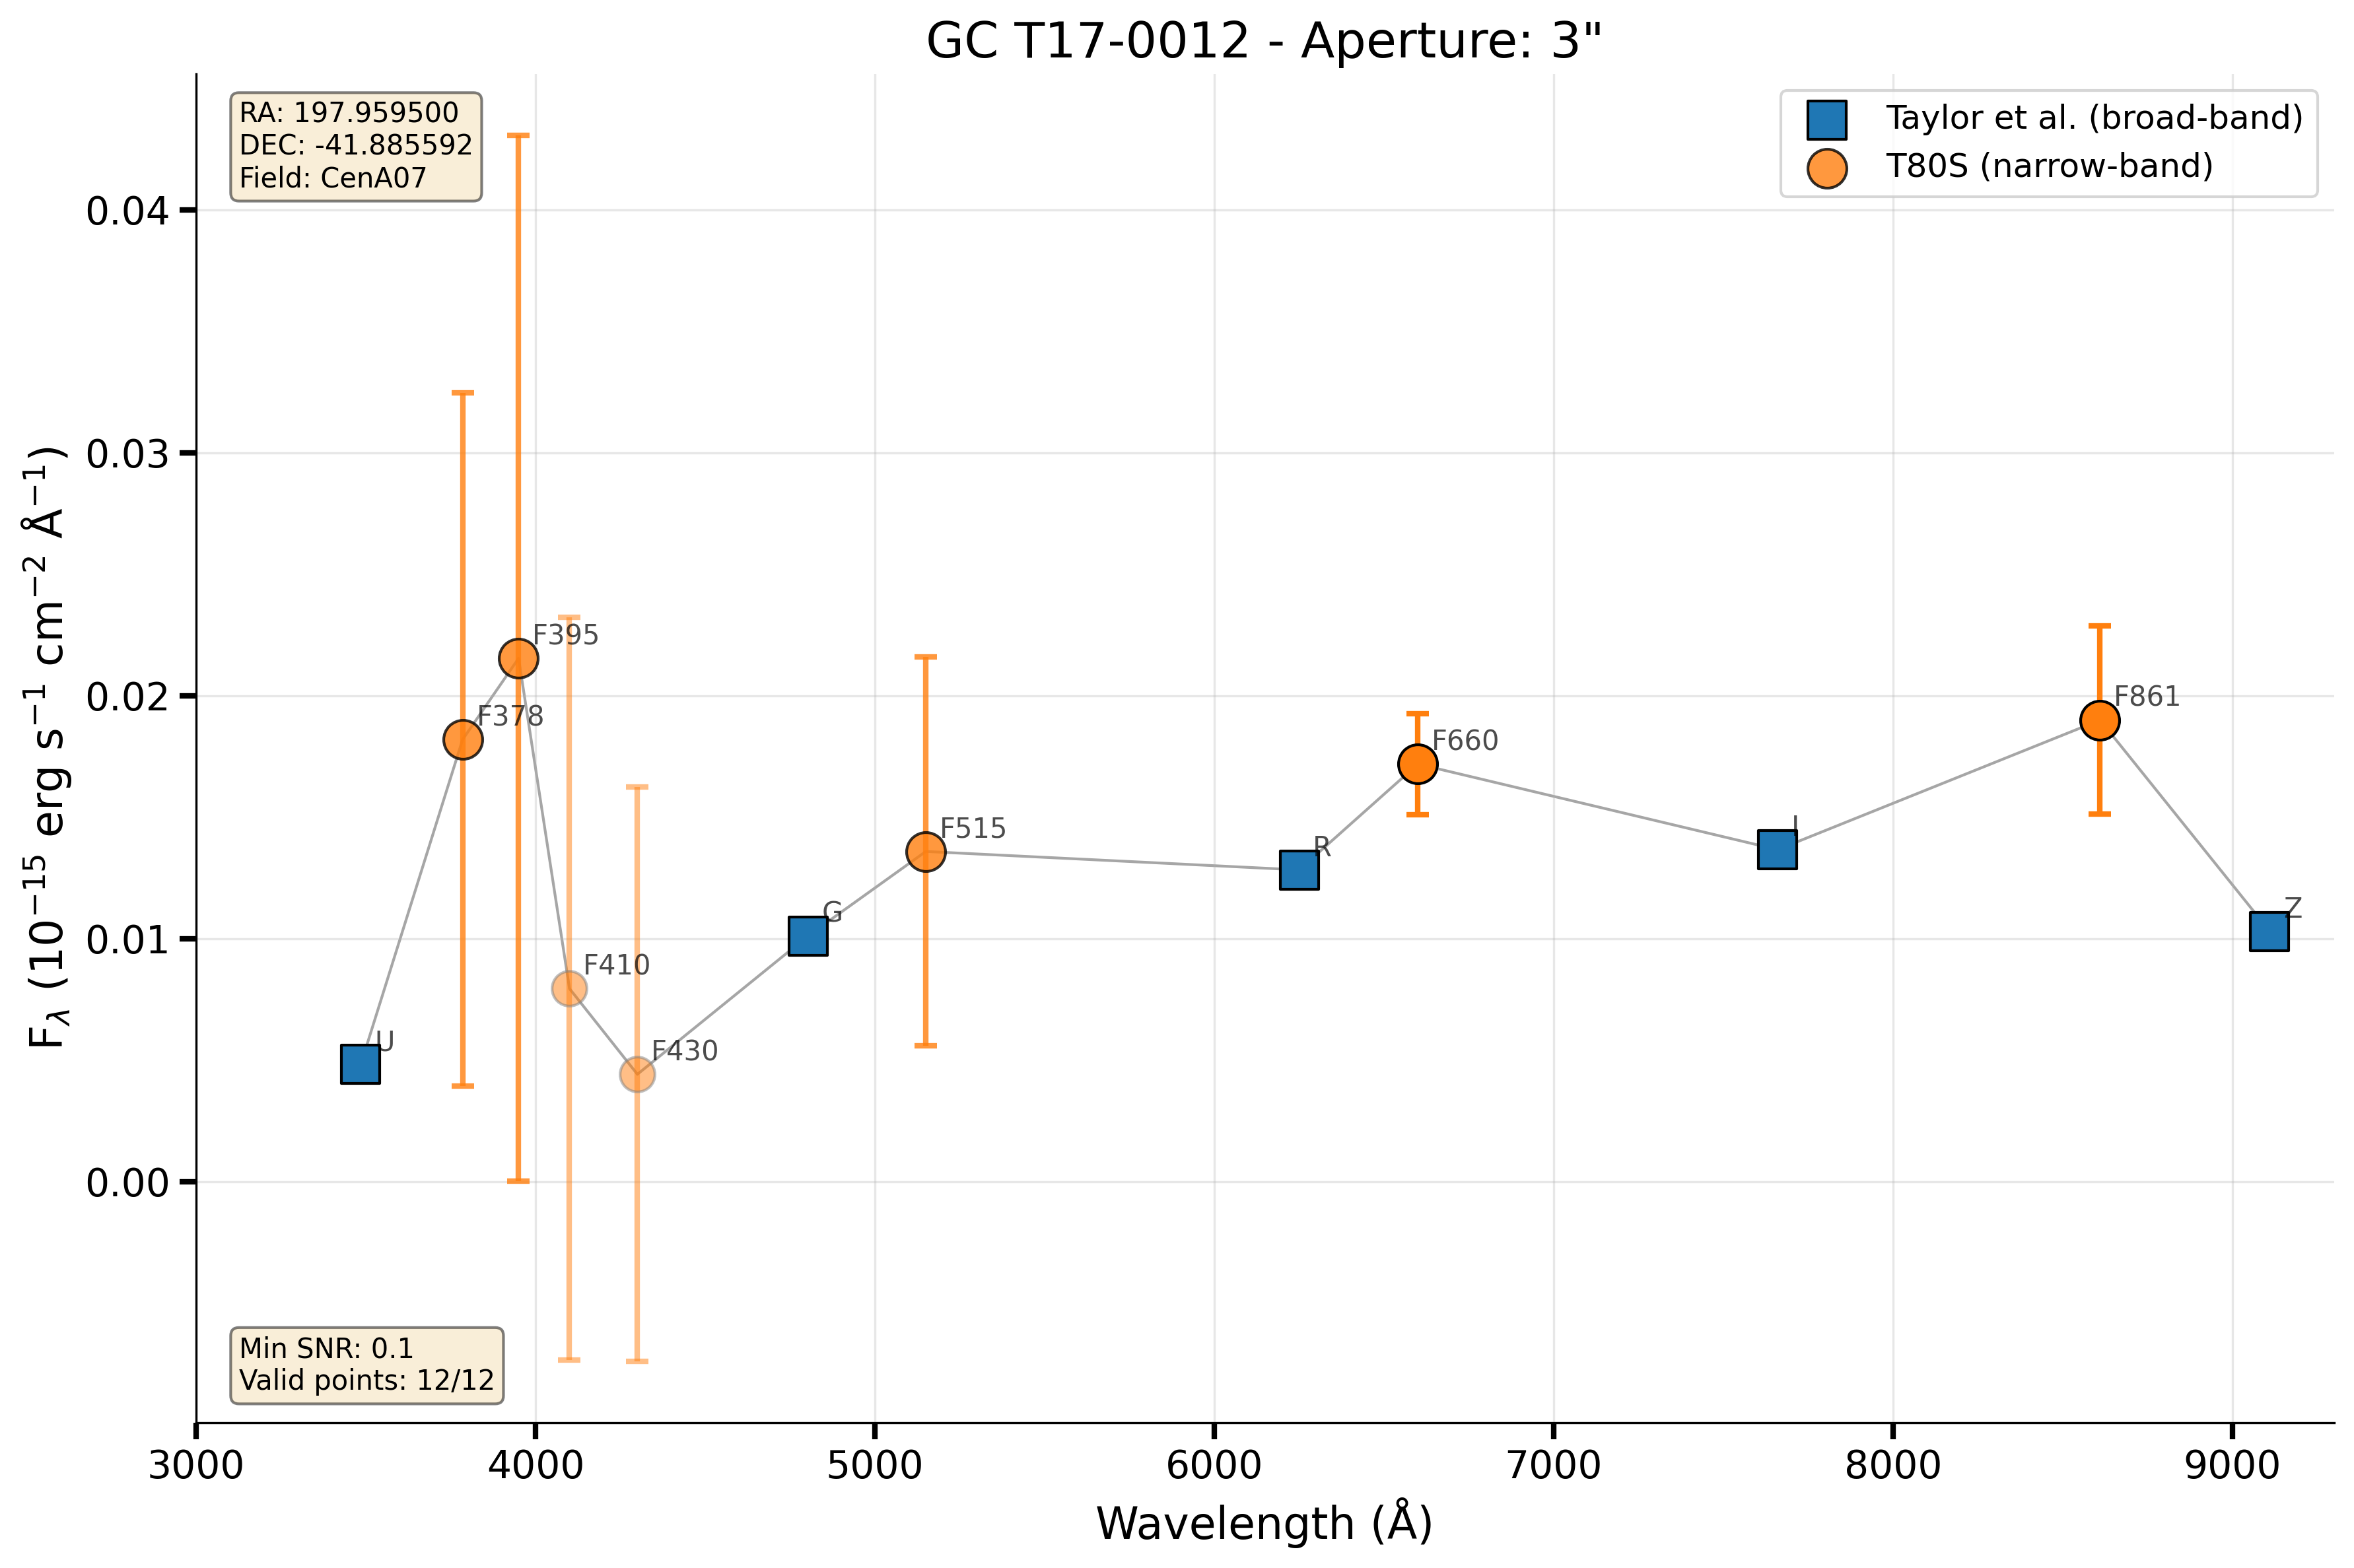 GC T17-0012 - Aperture: 3"
RA: 197.959500
DEC: -41.885592
Field: CenA07
Taylor et al. (broad-band)
T80S (narrow-band)
F_λ (10⁻¹⁵ erg s⁻¹ cm⁻² Å⁻¹)
0.04
0.03
0.02
0.01
0.00
F395
F378
F861
F660
F515
I
R
G
Z
F410
U
F430
Min SNR: 0.1
Valid points: 12/12
3000 4000 5000 6000 7000 8000 9000
Wavelength (Å)